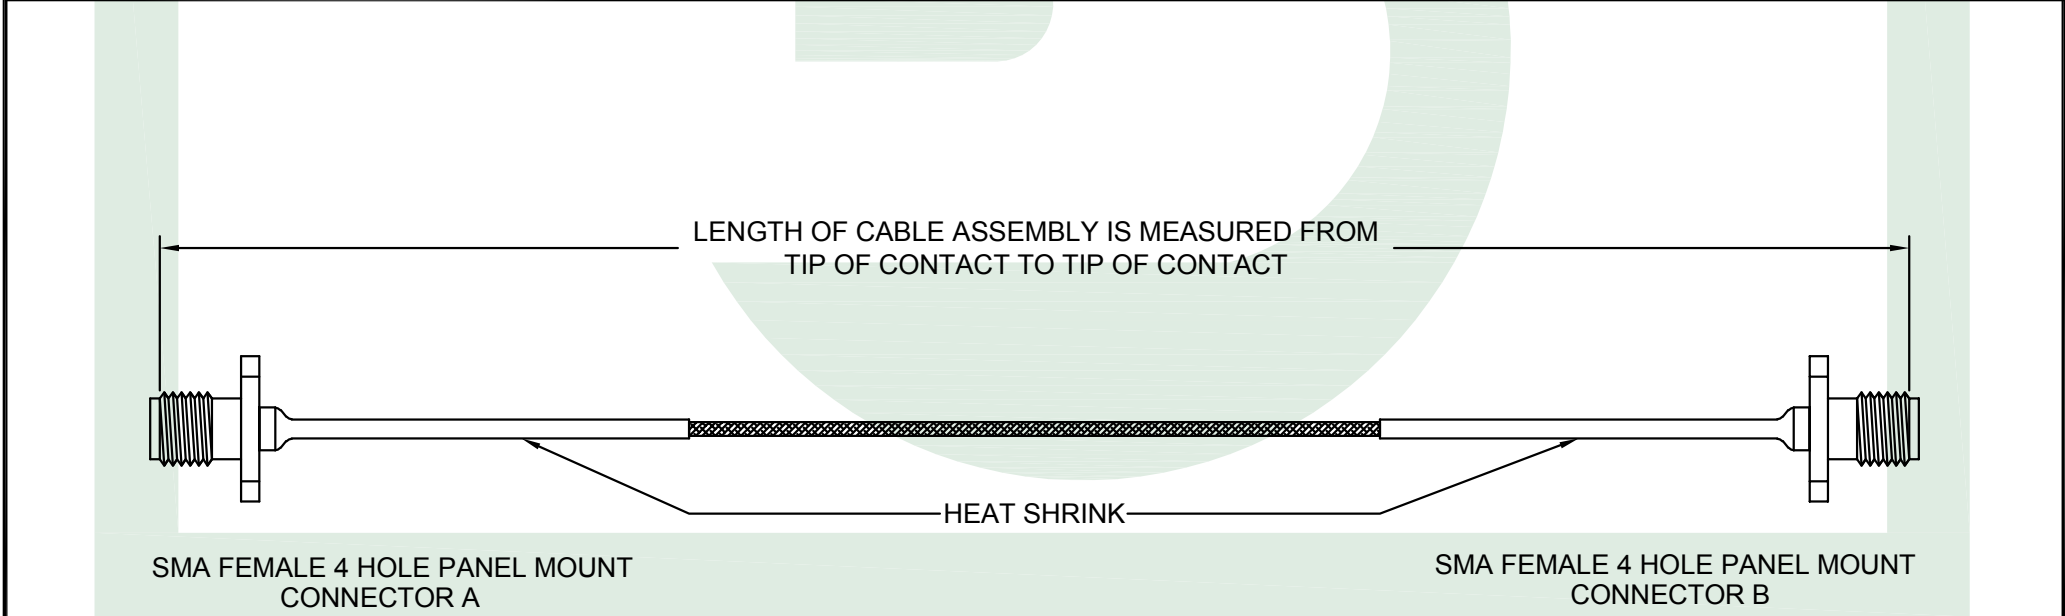 LENGTH OF CABLE ASSEMBLY IS MEASURED FROM
TIP OF CONTACT TO TIP OF CONTACT
HEAT SHRINK
SMA FEMALE 4 HOLE PANEL MOUNT
CONNECTOR A
SMA FEMALE 4 HOLE PANEL MOUNT
CONNECTOR B